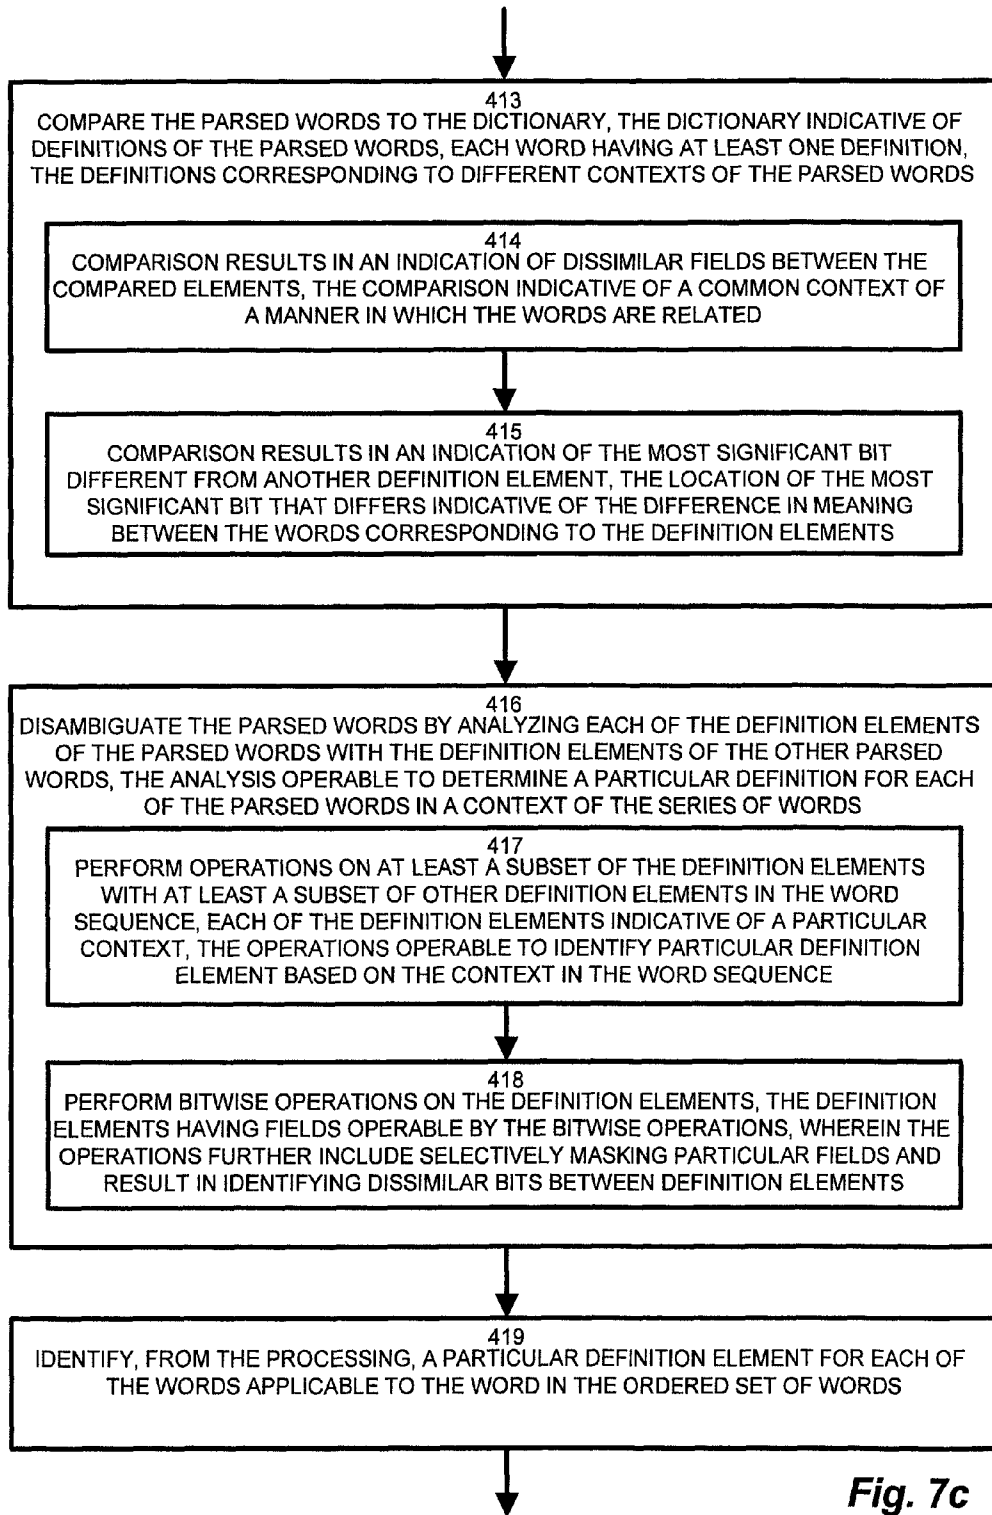 413
COMPARE THE PARSED WORDS TO THE DICTIONARY, THE DICTIONARY INDICATIVE OF
DEFINITIONS OF THE PARSED WORDS, EACH WORD HAVING AT LEAST ONE DEFINITION,
THE DEFINITIONS CORRESPONDING TO DIFFERENT CONTEXTS OF THE PARSED WORDS
414
COMPARISON RESULTS IN AN INDICATION OF DISSIMILAR FIELDS BETWEEN THE
COMPARED ELEMENTS, THE COMPARISON INDICATIVE OF A COMMON CONTEXT OF
A MANNER IN WHICH THE WORDS ARE RELATED
415
COMPARISON RESULTS IN AN INDICATION OF THE MOST SIGNIFICANT BIT
DIFFERENT FROM ANOTHER DEFINITION ELEMENT, THE LOCATION OF THE MOST
SIGNIFICANT BIT THAT DIFFERS INDICATIVE OF THE DIFFERENCE IN MEANING
BETWEEN THE WORDS CORRESPONDING TO THE DEFINITION ELEMENTS
416
DISAMBIGUATE THE PARSED WORDS BY ANALYZING EACH OF THE DEFINITION ELEMENTS
OF THE PARSED WORDS WITH THE DEFINITION ELEMENTS OF THE OTHER PARSED
WORDS, THE ANALYSIS OPERABLE TO DETERMINE A PARTICULAR DEFINITION FOR EACH
OF THE PARSED WORDS IN A CONTEXT OF THE SERIES OF WORDS
417
PERFORM OPERATIONS ON AT LEAST A SUBSET OF THE DEFINITION ELEMENTS
WITH AT LEAST A SUBSET OF OTHER DEFINITION ELEMENTS IN THE WORD
SEQUENCE, EACH OF THE DEFINITION ELEMENTS INDICATIVE OF A PARTICULAR
CONTEXT, THE OPERATIONS OPERABLE TO IDENTIFY PARTICULAR DEFINITION
ELEMENT BASED ON THE CONTEXT IN THE WORD SEQUENCE
418
PERFORM BITWISE OPERATIONS ON THE DEFINITION ELEMENTS, THE DEFINITION
ELEMENTS HAVING FIELDS OPERABLE BY THE BITWISE OPERATIONS, WHEREIN THE
OPERATIONS FURTHER INCLUDE SELECTIVELY MASKING PARTICULAR FIELDS AND
RESULT IN IDENTIFYING DISSIMILAR BITS BETWEEN DEFINITION ELEMENTS
419
IDENTIFY, FROM THE PROCESSING, A PARTICULAR DEFINITION ELEMENT FOR EACH OF
THE WORDS APPLICABLE TO THE WORD IN THE ORDERED SET OF WORDS
Fig. 7c